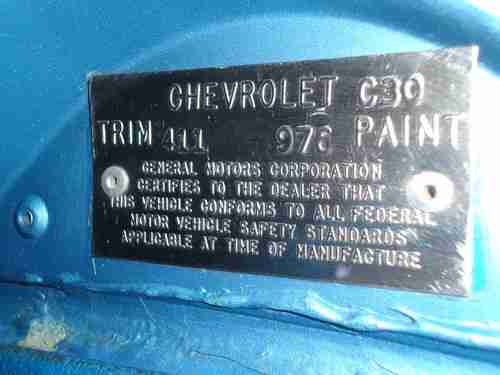 CHEVROLET C30
TRIM 411 976 PAINT
GENERAL MOTORS CORPORATION
CERTIFIES TO THE DEALER THAT
THIS VEHICLE CONFORMS TO ALL FEDERAL
MOTOR VEHICLE SAFETY STANDARDS
APPLICABLE AT TIME OF MANUFACTURE